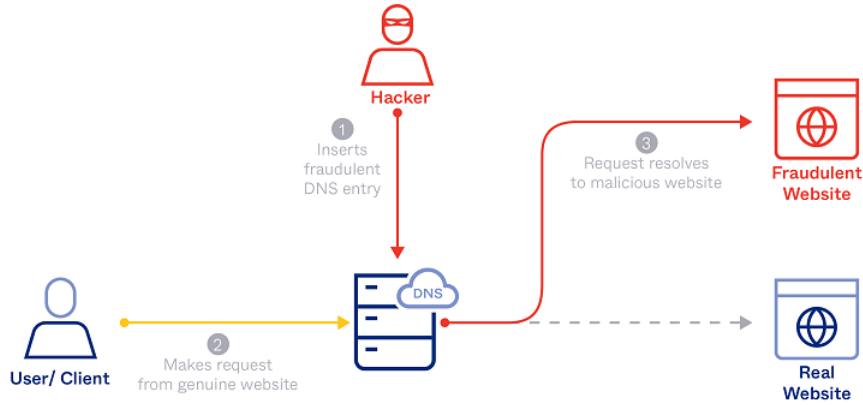 Hacker
1
Inserts
fraudulent
DNS entry
3
Request resolves
to malicious website
Fraudulent
Website
DNS
User/ Client
2
Makes request
from genuine website
Real
Website